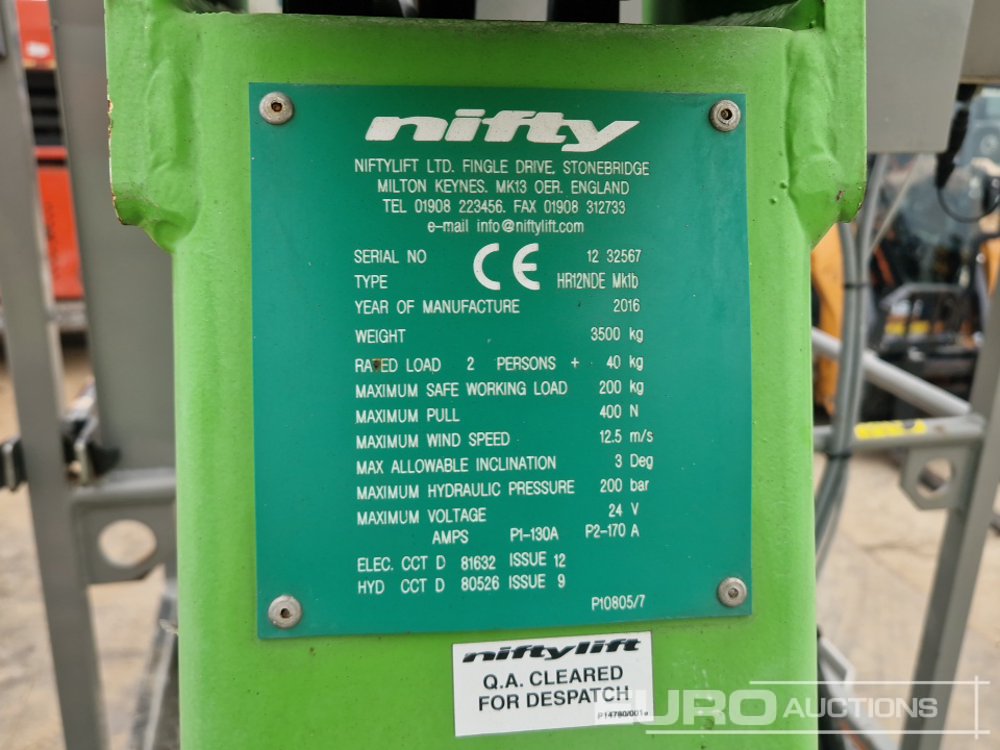 nifty
NIFTYLIFT LTD. FINGLE DRIVE, STONEBRIDGE
MILTON KEYNES. MK13 OER. ENGLAND
TEL 01908 223456. FAX 01908 312733
e-mail info@niftylift.com
SERIAL NO 12 32567
CE
TYPE HR12NDE Mk1b
YEAR OF MANUFACTURE 2016
WEIGHT 3500 kg
RATED LOAD 2 PERSONS + 40 kg
MAXIMUM SAFE WORKING LOAD 200 kg
MAXIMUM PULL 400 N
MAXIMUM WIND SPEED 12.5 m/s
MAX ALLOWABLE INCLINATION 3 Deg
MAXIMUM HYDRAULIC PRESSURE 200 bar
MAXIMUM VOLTAGE 24 V
AMPS P1-130A P2-170 A
ELEC. CCT D 81632 ISSUE 12
HYD CCT D 80526 ISSUE 9
P10805/7
niftylift
Q.A. CLEARED
FOR DESPATCH
P14780/001a
EURO AUCTIONS